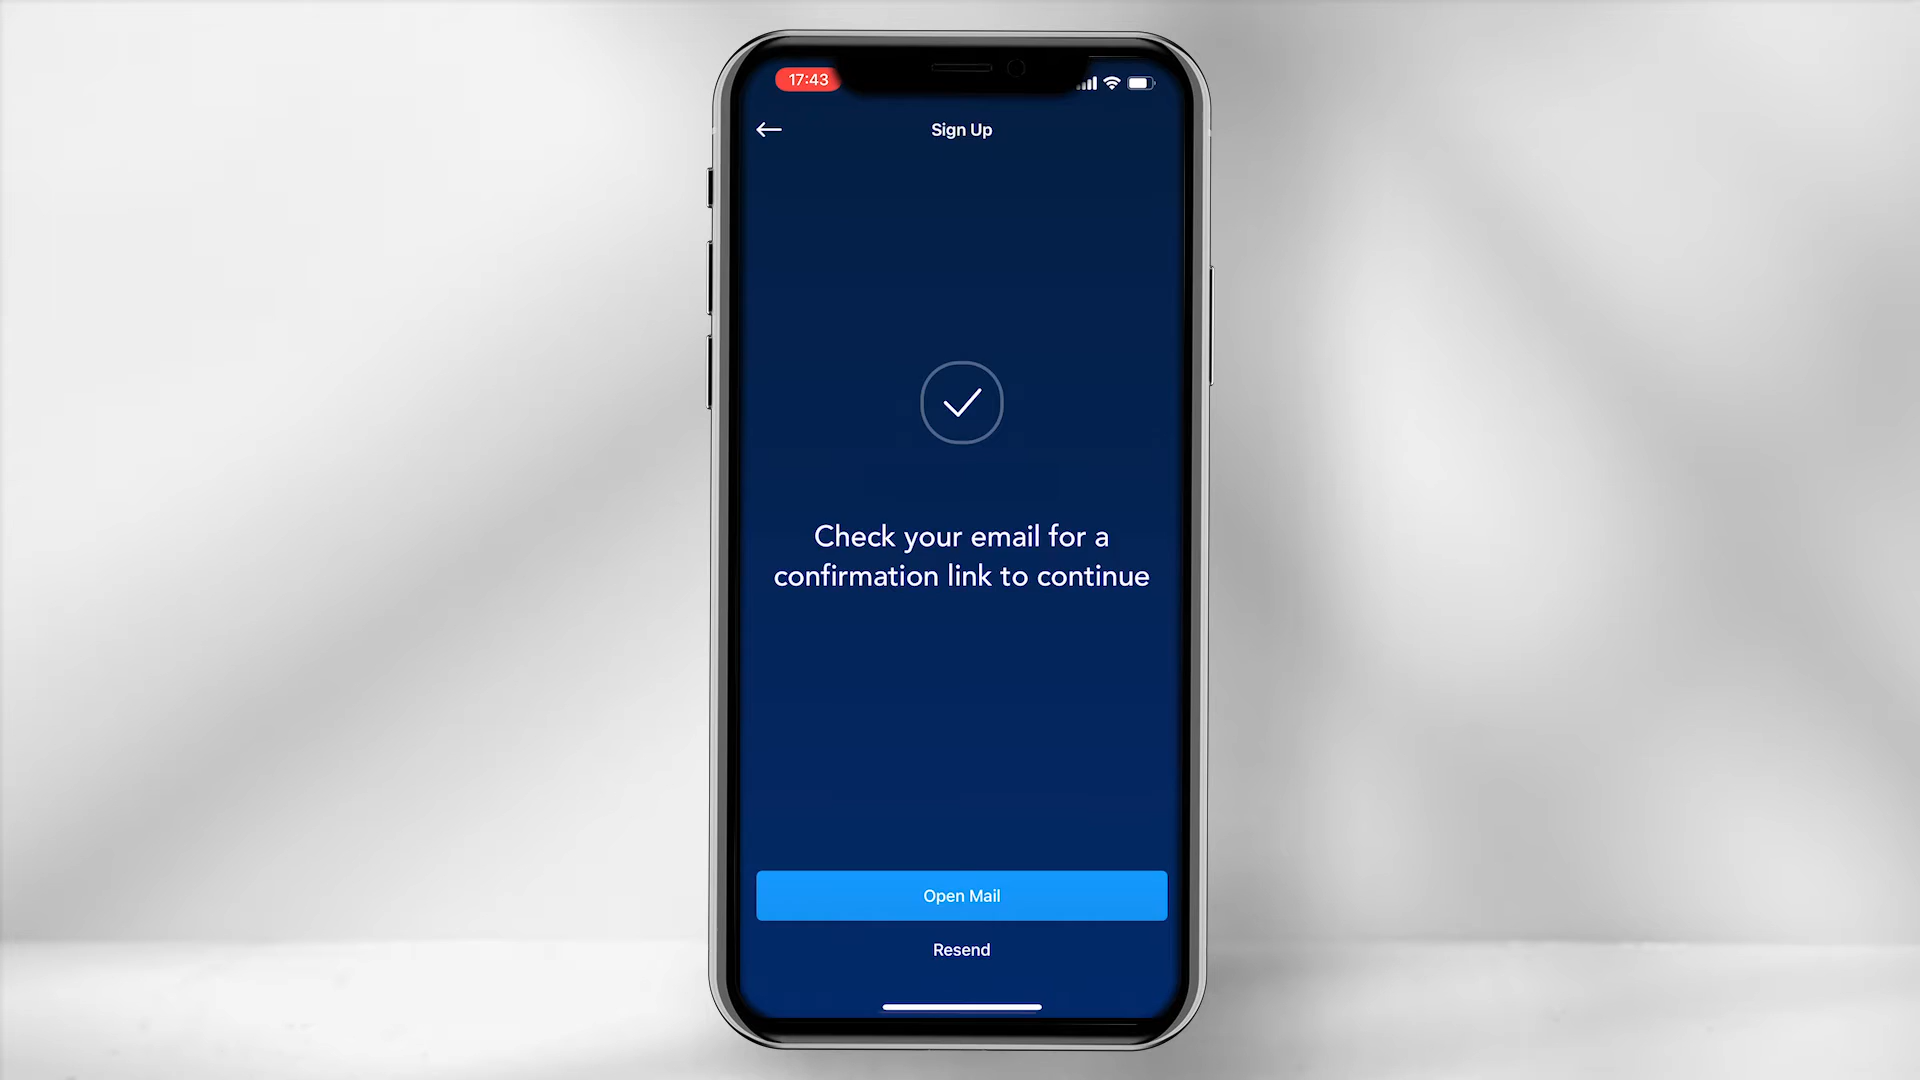 17:43
Sign Up
Check your email for a
confirmation link to continue
Open Mail
Resend